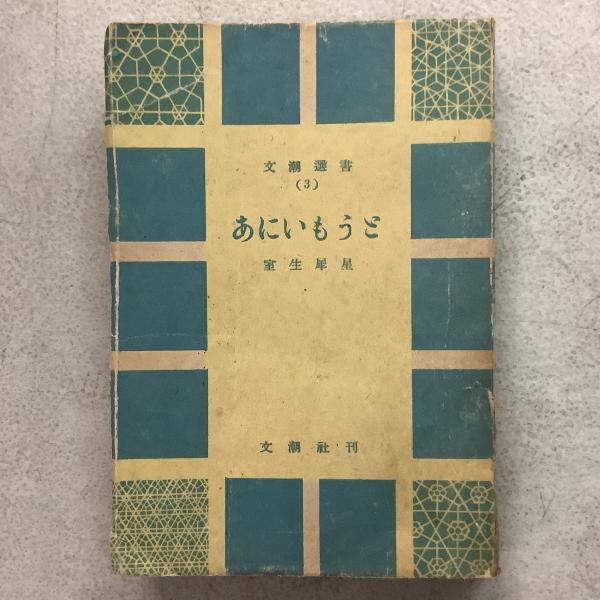 文潮選書
(3)
あにいもうと
室生犀星
文潮社刊